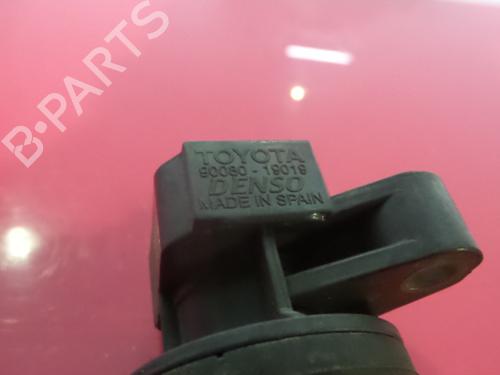 B-PARTS
TOYOTA
90080-19019
DENSO
MADE IN SPAIN